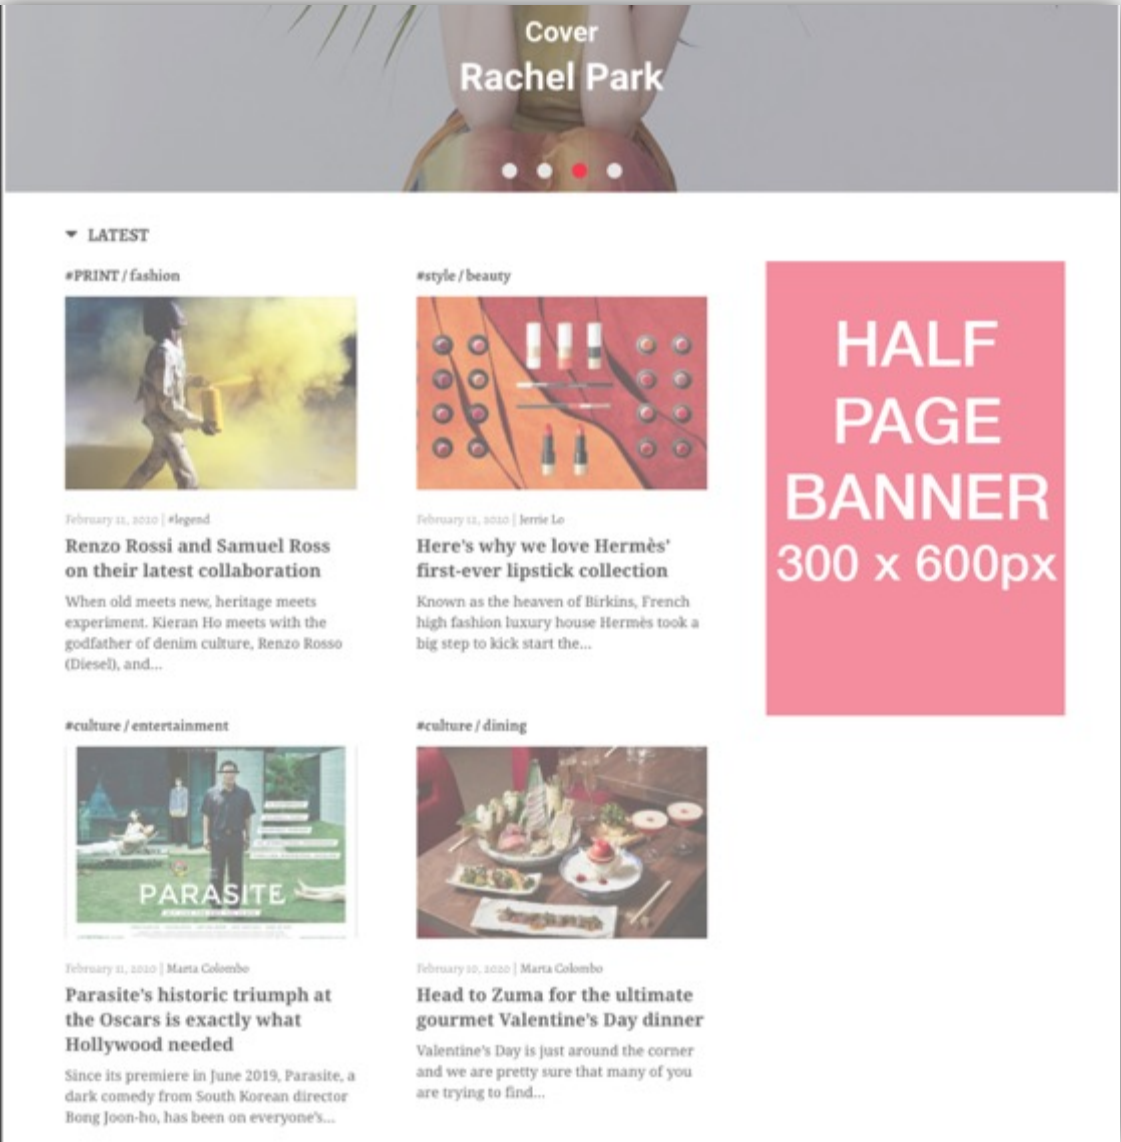 Cover
Rachel Park
LATEST
#PRINT / fashion
February 11, 2020 | #legend
Renzo Rossi and Samuel Ross
on their latest collaboration
When old meets new, heritage meets
experiment. Kieran Ho meets with the
godfather of denim culture, Renzo Rosso
(Diesel), and...
#style / beauty
February 12, 2020 | Jerrie Lo
Here's why we love Hermès'
first-ever lipstick collection
Known as the heaven of Birkins, French
high fashion luxury house Hermès took a
big step to kick start the...
HALF
PAGE
BANNER
300 x 600px
#culture / entertainment
PARASITE
February 11, 2020 | Marta Colombo
Parasite's historic triumph at
the Oscars is exactly what
Hollywood needed
Since its premiere in June 2019, Parasite, a
dark comedy from South Korean director
Bong Joon-ho, has been on everyone's...
#culture / dining
February 10, 2020 | Marta Colombo
Head to Zuma for the ultimate
gourmet Valentine's Day dinner
Valentine's Day is just around the corner
and we are pretty sure that many of you
are trying to find...